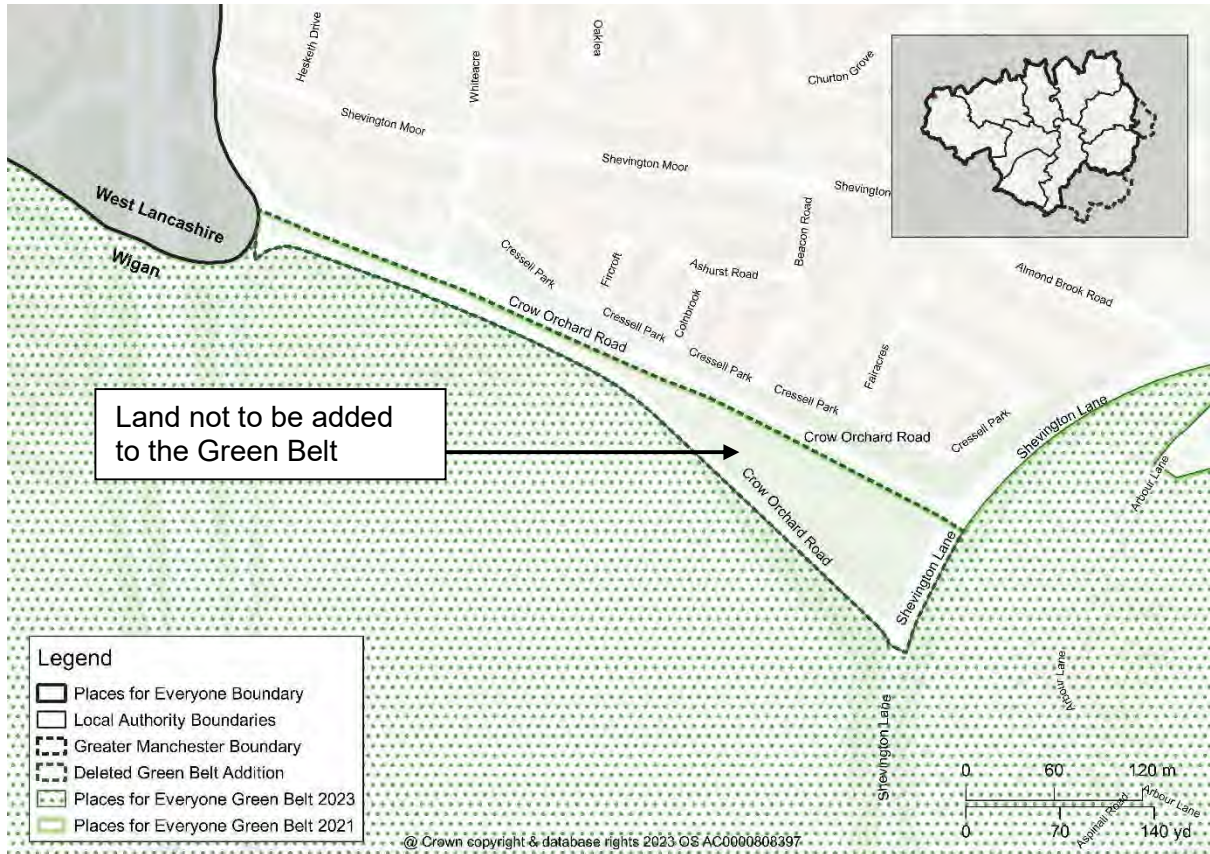 Hesketh Drive
Whiteacre
Oaklea
Churton Grove
Shevington Moor
Shevington Moor
Shevington
West Lancashire
Wigan
Beacon Road
Almond Brook Road
Cressell Park
Fircroft
Ashurst Road
Colnbrook
Crow Orchard Road
Cressell Park
Cressell Park
Fairacres
Cressell Park
Cressell Park
Crow Orchard Road
Shevington Lane
Arbour Lane
Land not to be added
to the Green Belt
Crow Orchard Road
Shevington Lane
Arbour Lane
Shevington Lane
Legend
Places for Everyone Boundary
Local Authority Boundaries
Greater Manchester Boundary
Deleted Green Belt Addition
Places for Everyone Green Belt 2023
Places for Everyone Green Belt 2021
0 60 120 m
Arbour Lane
Aspinall Road
0 70 140 yd
@ Crown copyright & database rights 2023 OS AC0000808397